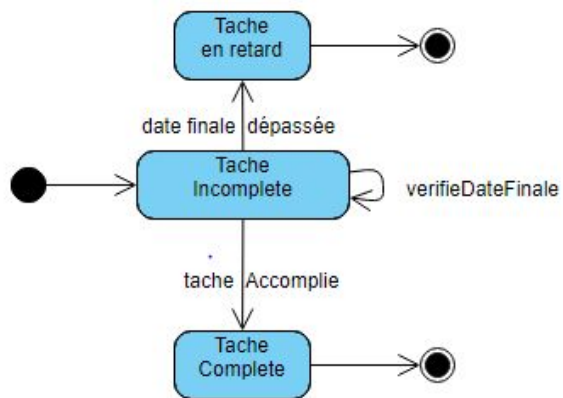 Tache
en retard
date finale dépassée
Tache
Incomplete
verifieDateFinale
tache Accomplie
Tache
Complete